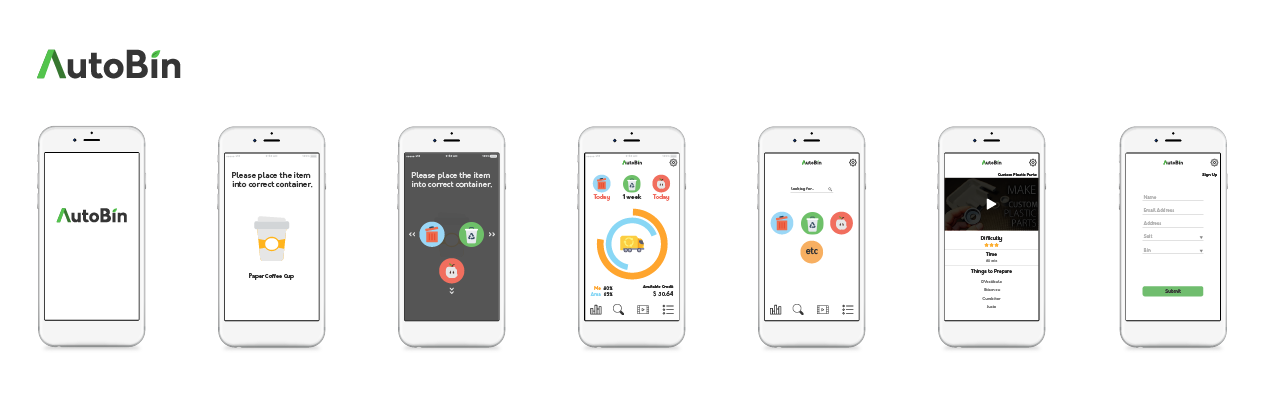 AutoBin
AutoBin
Please place the item
into correct container,
Paper Coffee Cup
Please place the item
into correct container,
AutoBin
Today
1 week
Today
Me 80%
Area 65%
Available Credit
$ 30.64
AutoBin
Looking For..
etc
AutoBin
Custom Plastic Parts
MAKE
CUSTOM
PLASTIC
PARTS
Difficulty
Time
Things to Prepare
AutoBin
Sign Up
Name
Email Address
Address
Suit
Bin
Submit